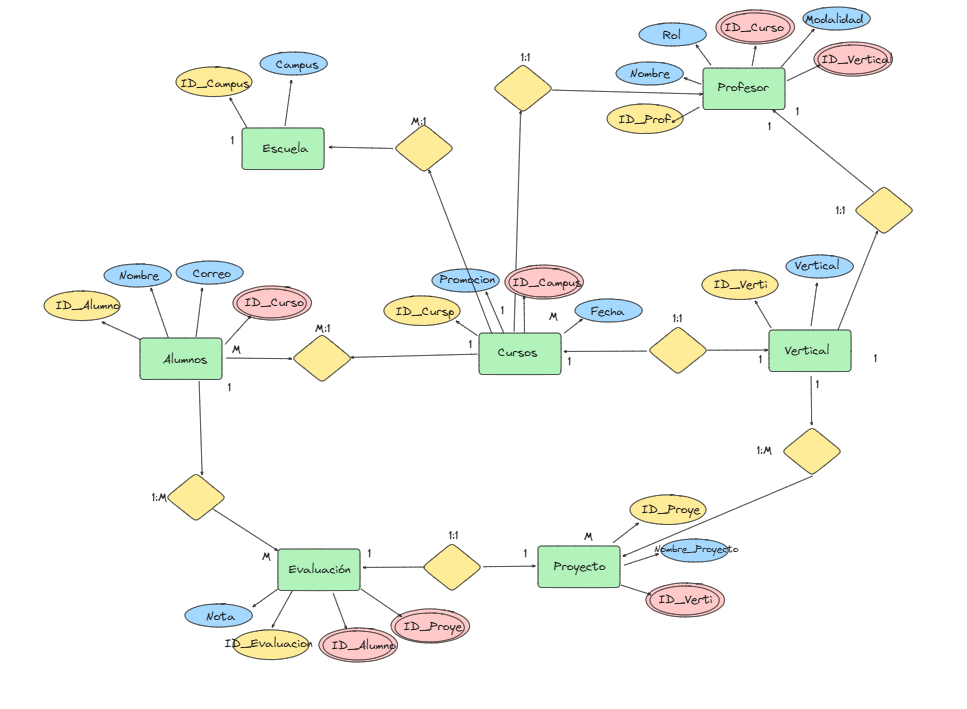 Modalidad
ID_Curso
Rol
1:1
ID_Vertical
Campus
Nombre
ID_Campus
Profesor
1
ID_Prof
M:1
1
1
Escuela
1:1
Vertical
Nombre
Correo
Promocion
ID_Campus
ID_Verti
ID_Alumno
ID_Curso
ID_Cursp
1
M
Fecha
1:1
M:1
M
1
Cursos
Vertical
Alumnos
1
1
1
1
1
1:M
1:M
ID_Proye
1:1
M
M
1
1
Nombre_Proyecto
Evaluación
Proyecto
ID_Verti
Nota
ID_Proye
ID_Evaluacion
ID_Alumno